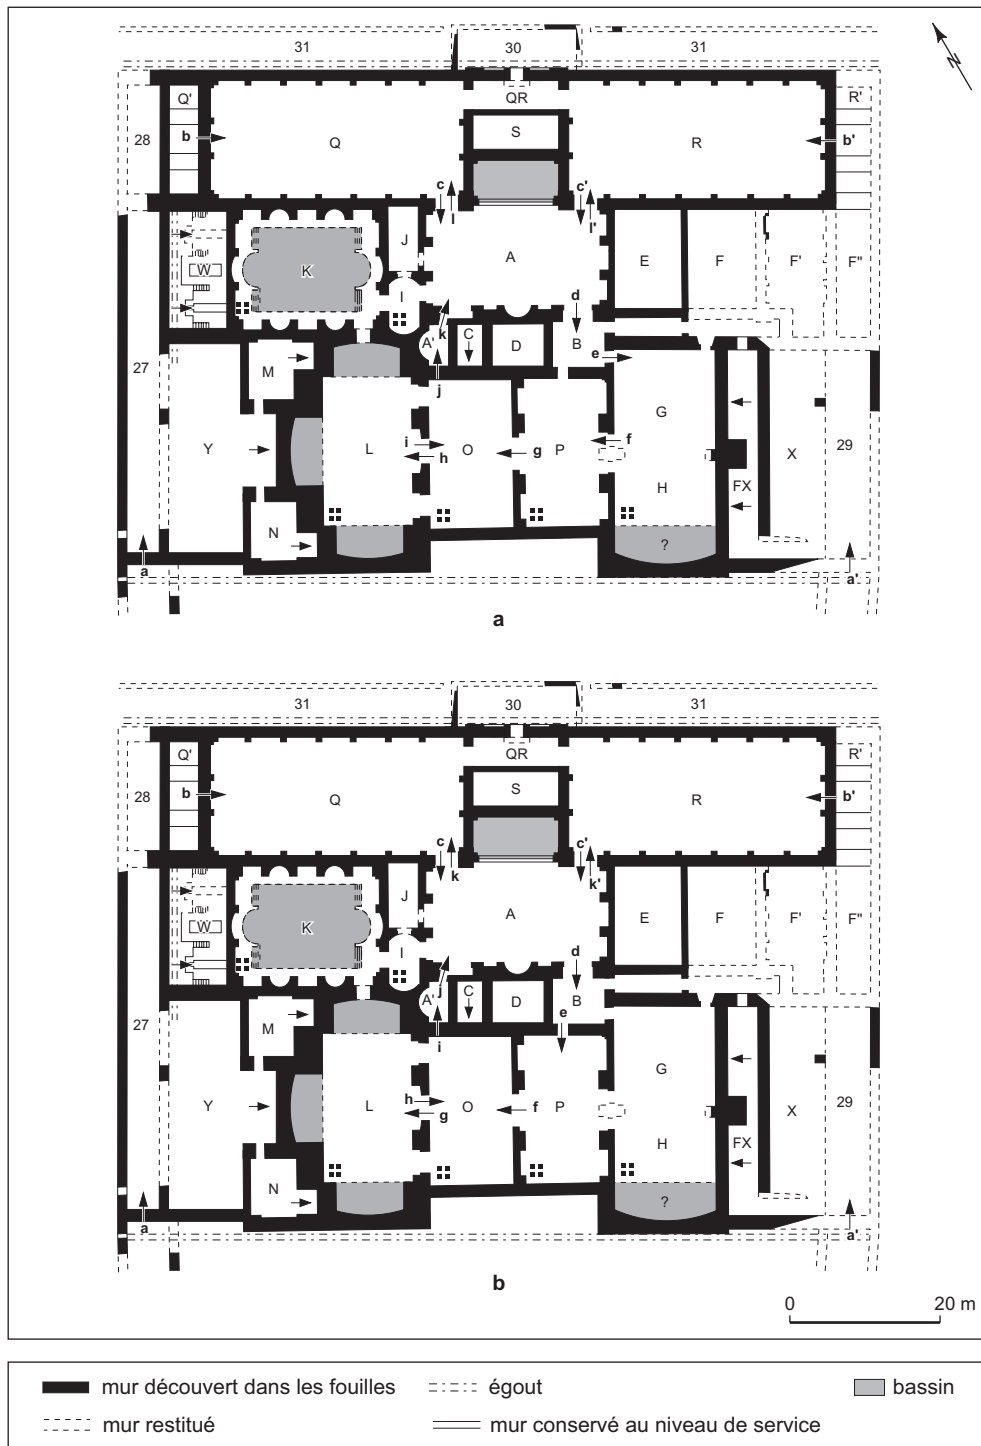 31 30 31
N
Q' QR R'
28 b Q S R b'
c c'
l l'
J
W K A E F F' F"
I d
k
A' C D B
27 M j e
G
Y L i O g P f X 29
h
H FX
N
?
a a'
a
31 30 31
Q' QR R'
28 b Q S R b'
c c'
k k'
J
W K A E F F' F"
I d
j
A' C D B
27 M i e
G
Y L h O f P X 29
g
H FX
N
?
a a'
b
0 20 m
mur découvert dans les fouilles égout bassin
mur restitué mur conservé au niveau de service